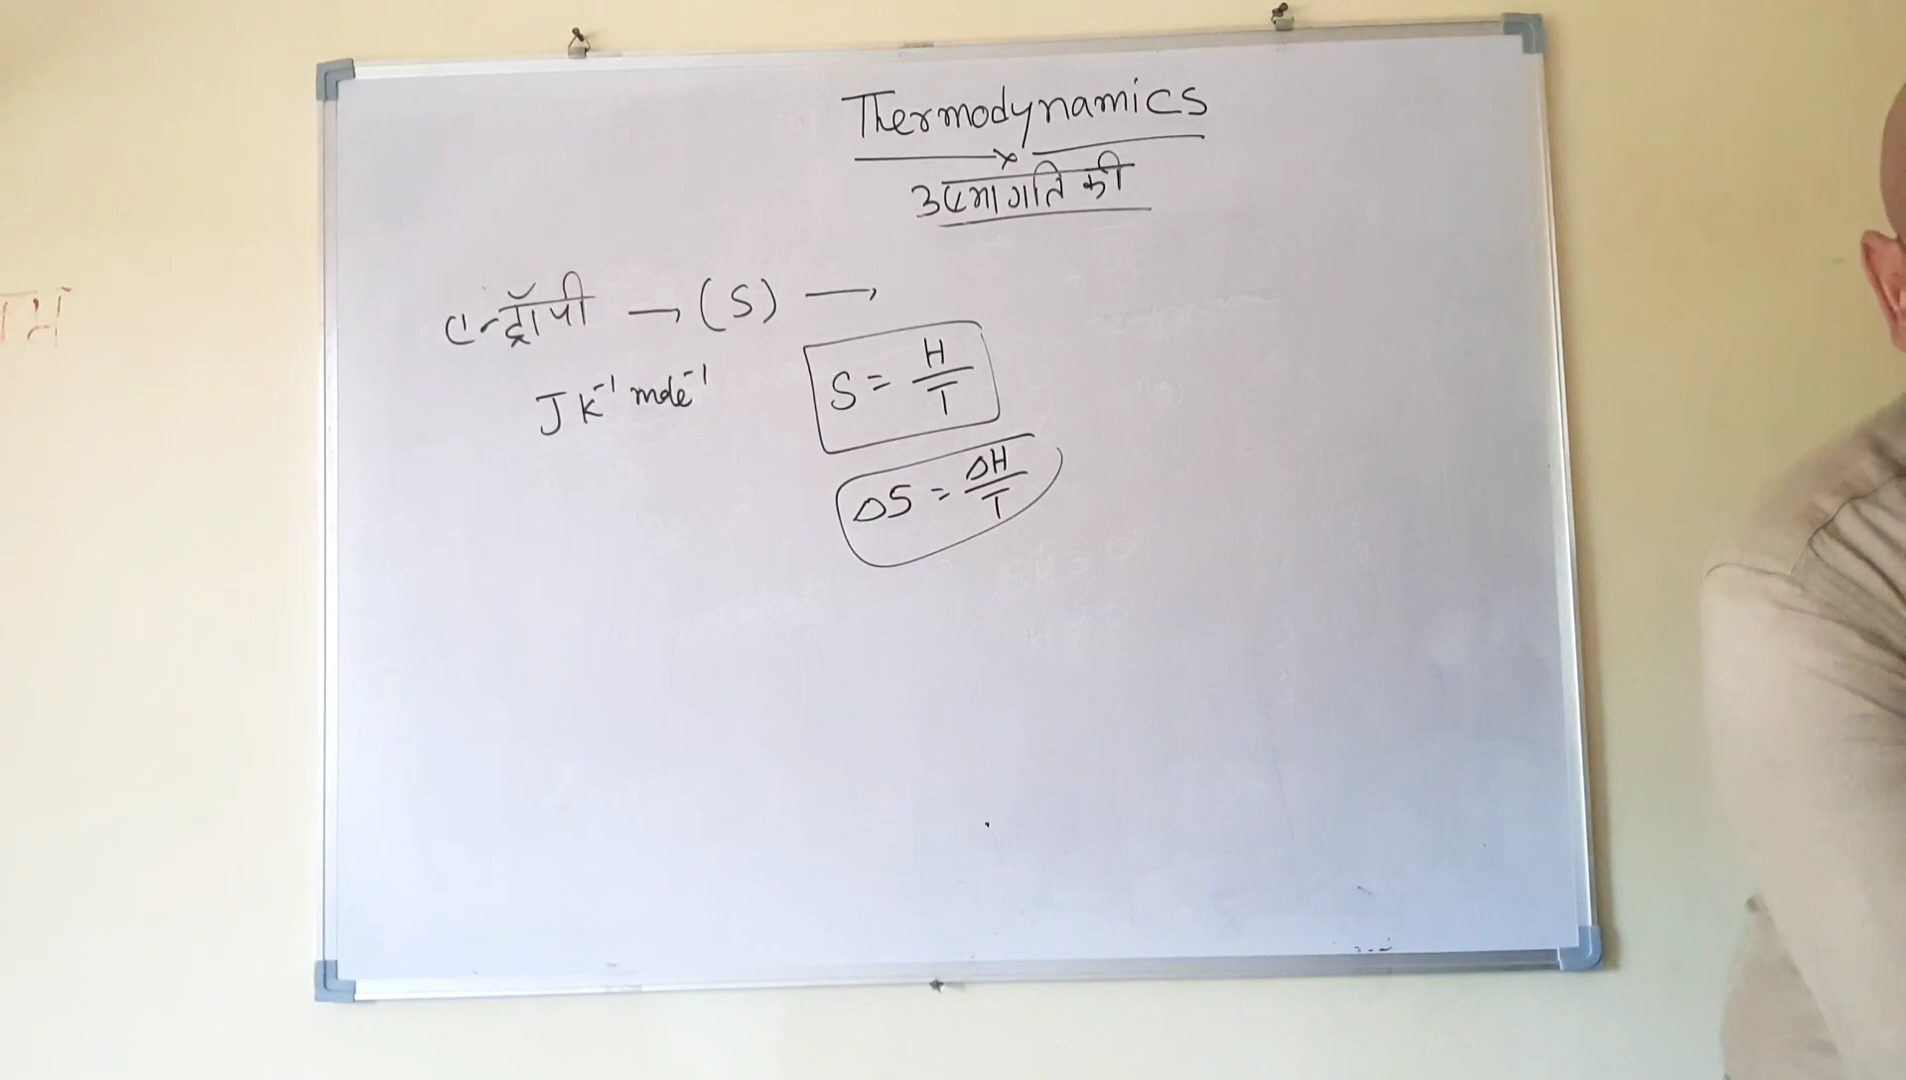 Thermodynamics
उष्मागतिकी
एन्ट्रॉपी → (S) →
J K⁻¹ mole⁻¹
S = H/T
ΔS = ΔH/T